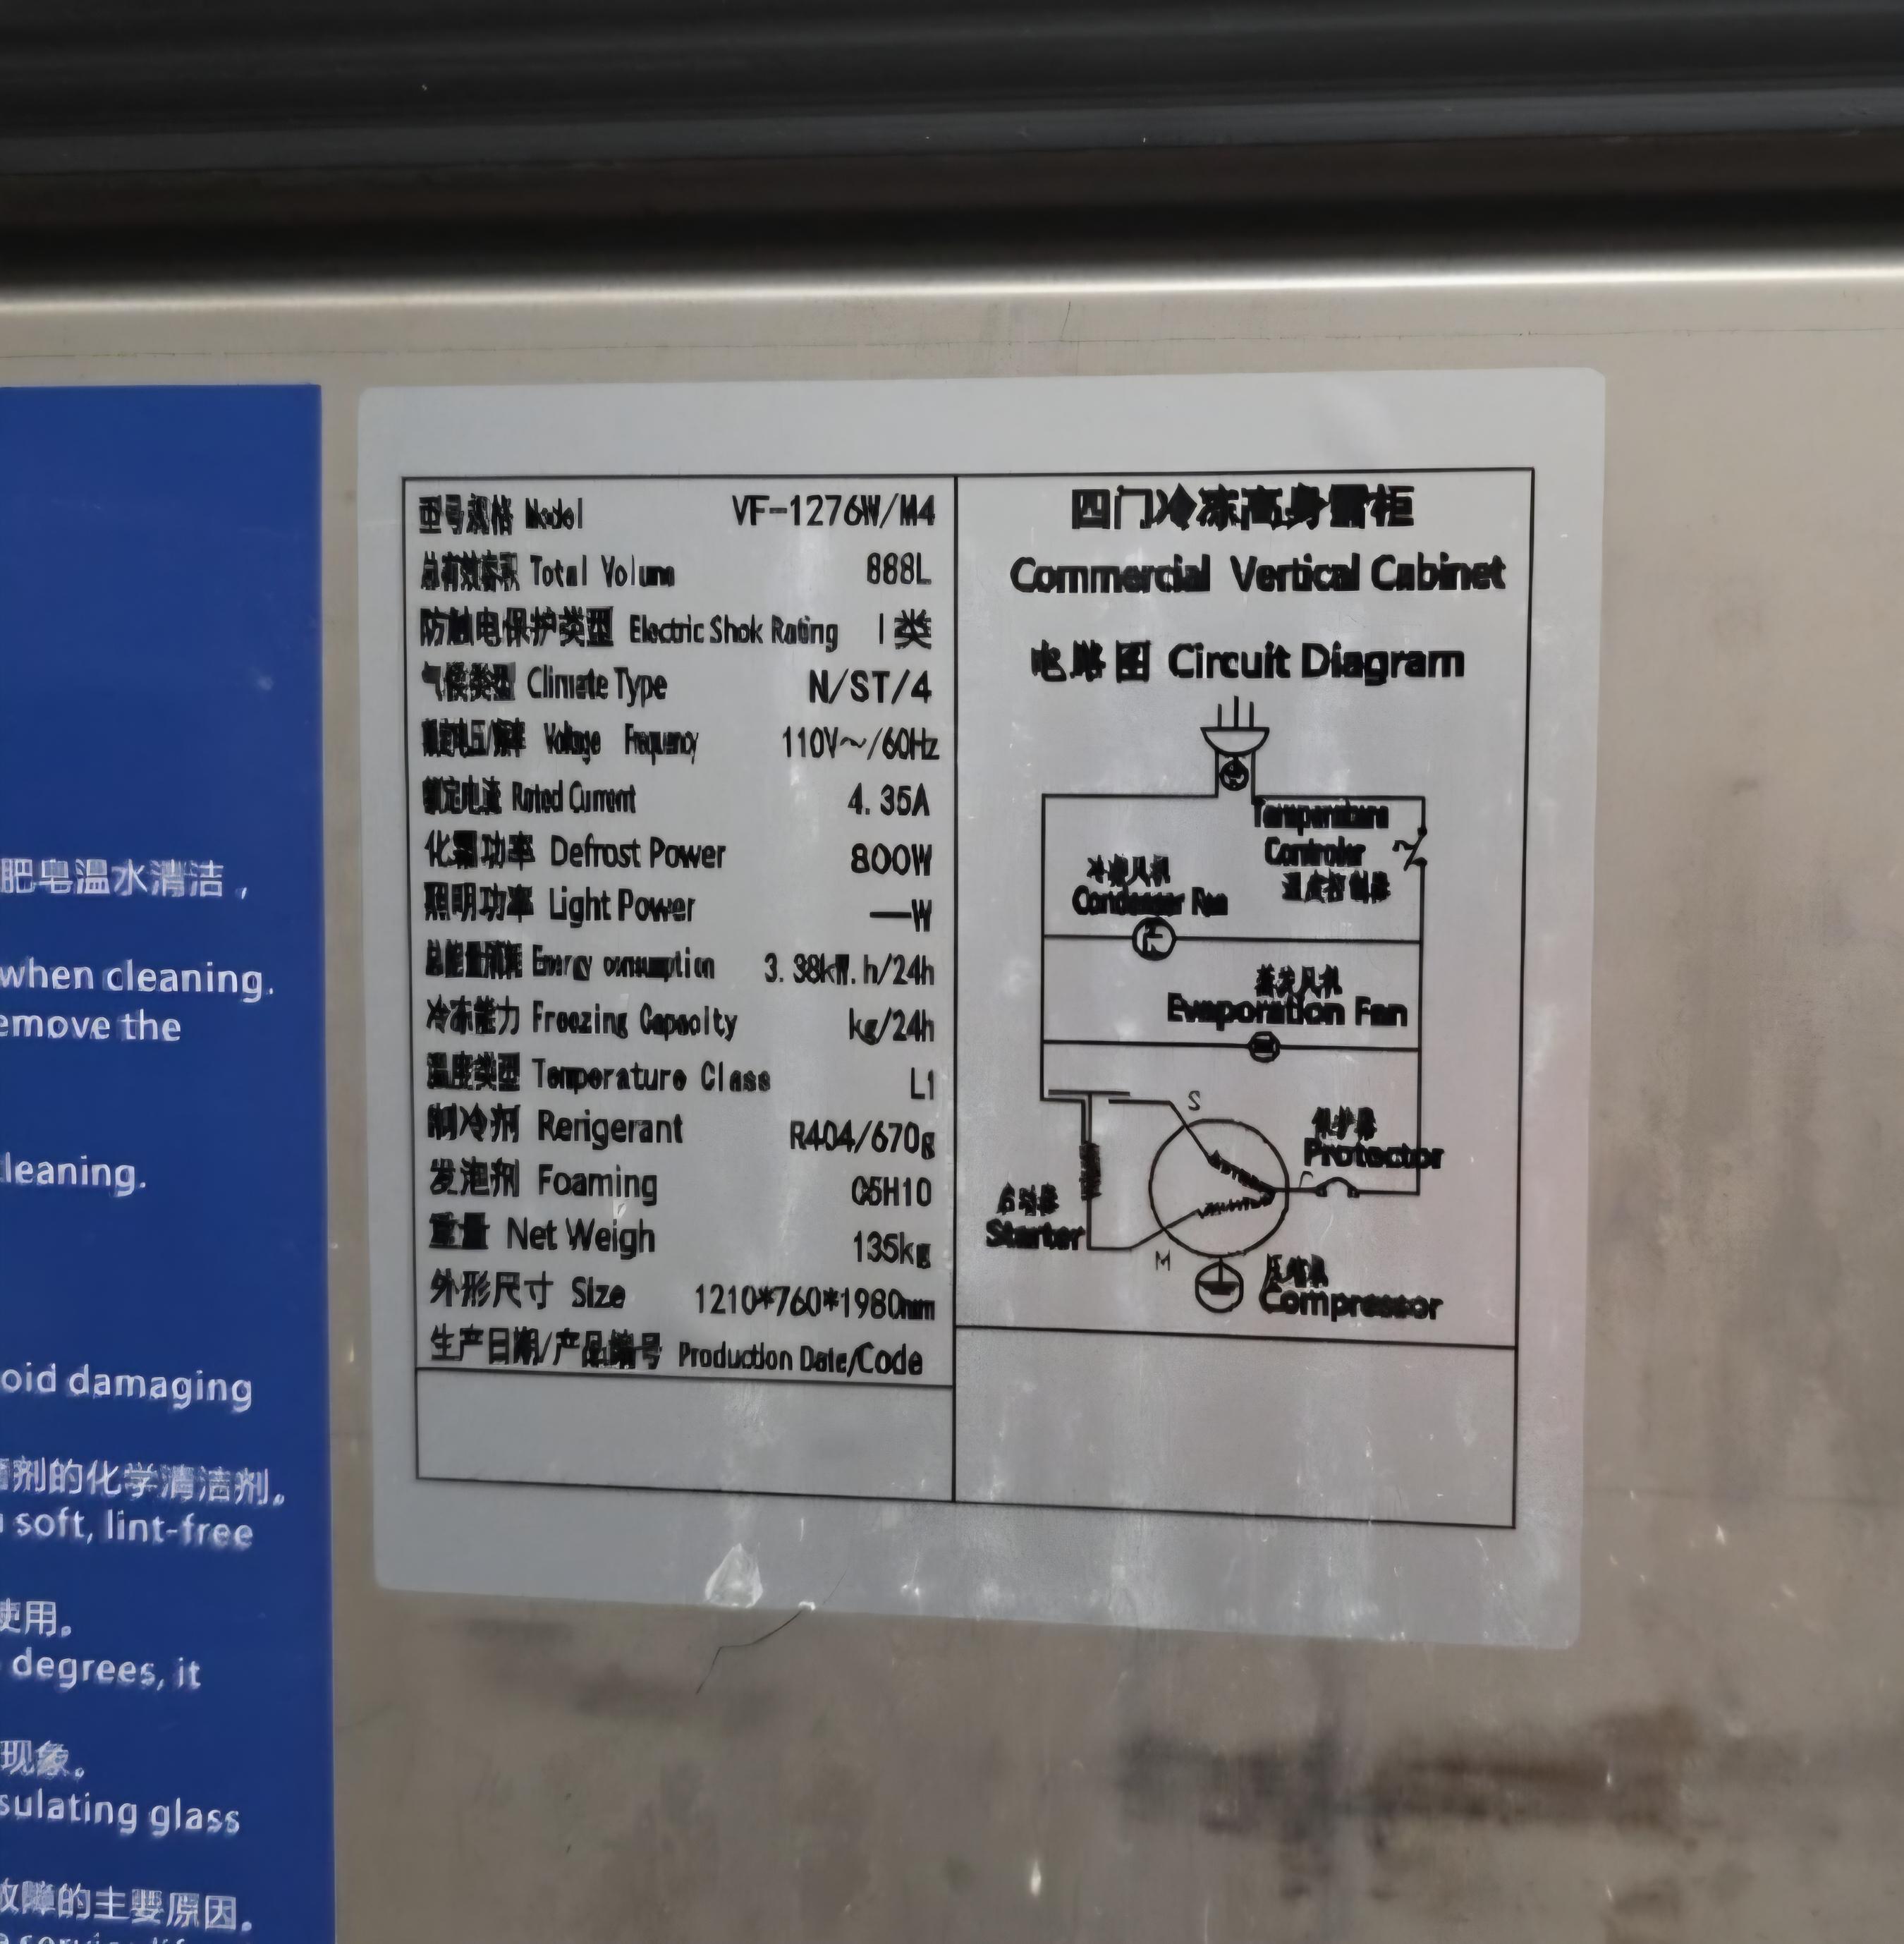 肥皂温水清洁，
when cleaning.
emove the
leaning.
oid damaging
剂的化学清洁剂。
soft, lint-free
使用。
degrees, it
现象。
sulating glass
故障的主要原因。
型号规格 Model VF-1276W/M4
总有效容积 Total Volum 888L
防触电保护类型 Electric Shok Rating I类
气候类型 Climate Type N/ST/4
额定电压/频率 Voltage Frequency 110V～/60Hz
额定电流 Rated Current 4.35A
化霜功率 Defrost Power 800W
照明功率 Light Power —W
总能量消耗 Energy consumption 3.38kW.h/24h
冷冻能力 Freezing Capacity kg/24h
温度类型 Temperature Class L1
制冷剂 Rerigerant R404/670g
发泡剂 Foaming C5H10
重量 Net Weigh 135kg
外形尺寸 Size 1210*760*1980mm
生产日期/产品编号 Production Date/Code
四门冷冻高身雪柜
Commercial Vertical Cabinet
电路图 Circuit Diagram
Temperature
Controler
温度控制器
冷凝风机
Condenser Fan
蒸发风机
Evaporation Fan
S
保护器
Protector
C
启动器
Starter
M
压缩机
Compressor